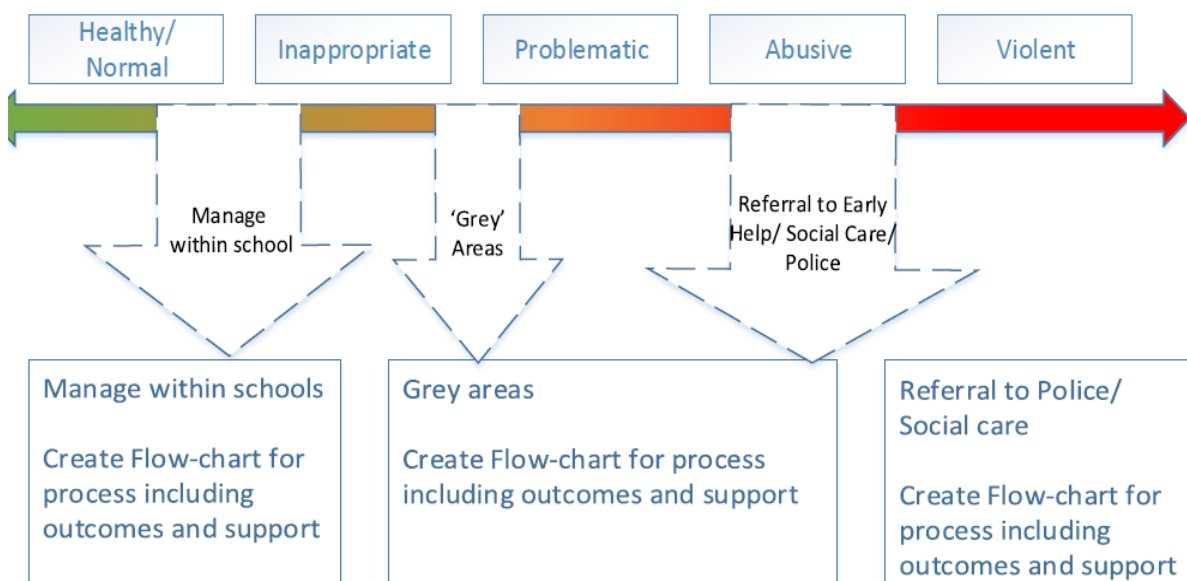 Healthy/
Normal
Inappropriate
Problematic
Abusive
Violent
Manage
within school
‘Grey’
Areas
Referral to Early
Help/ Social Care/
Police
Manage within schools
Create Flow-chart for
process including
outcomes and support
Grey areas
Create Flow-chart for process
including outcomes and support
Referral to Police/
Social care
Create Flow-chart for
process including
outcomes and support